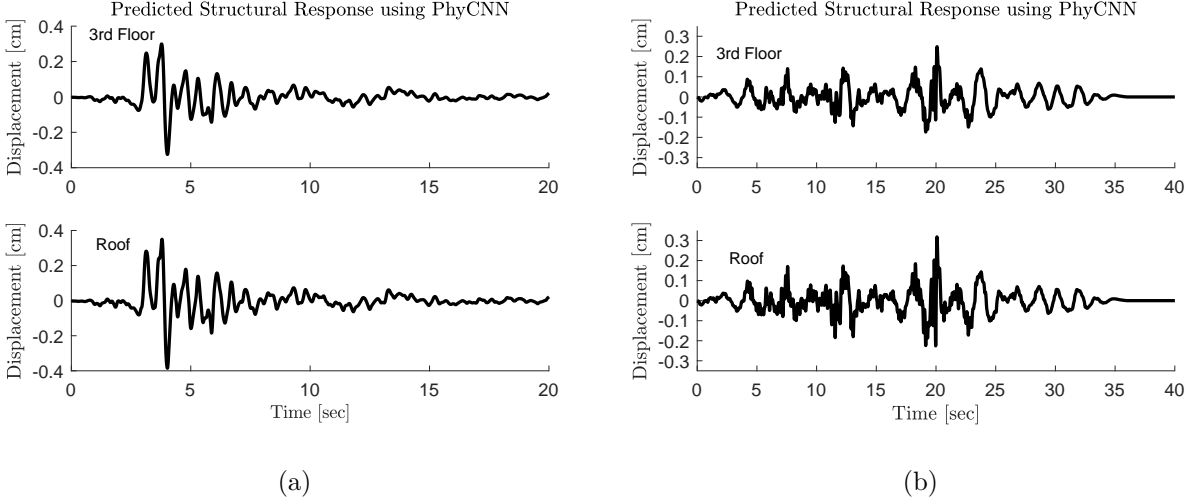 Predicted Structural Response using PhyCNN
Displacement [cm]
0.4
0.2
0
-0.2
-0.4
3rd Floor
0 5 10 15 20
Displacement [cm]
0.4
0.2
0
-0.2
-0.4
Roof
0 5 10 15 20
Time [sec]
(a)
Predicted Structural Response using PhyCNN
Displacement [cm]
0.3
0.2
0.1
0
-0.1
-0.2
-0.3
3rd Floor
0 5 10 15 20 25 30 35 40
Displacement [cm]
0.3
0.2
0.1
0
-0.1
-0.2
-0.3
Roof
0 5 10 15 20 25 30 35 40
Time [sec]
(b)